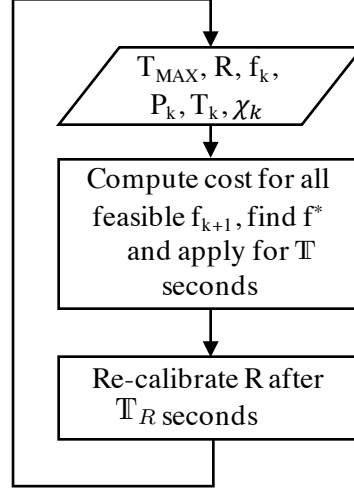 T_MAX, R, f_k,
P_k, T_k, χ_k
Compute cost for all
feasible f_{k+1}, find f*
and apply for 𝕋
seconds
Re-calibrate R after
𝕋_R seconds